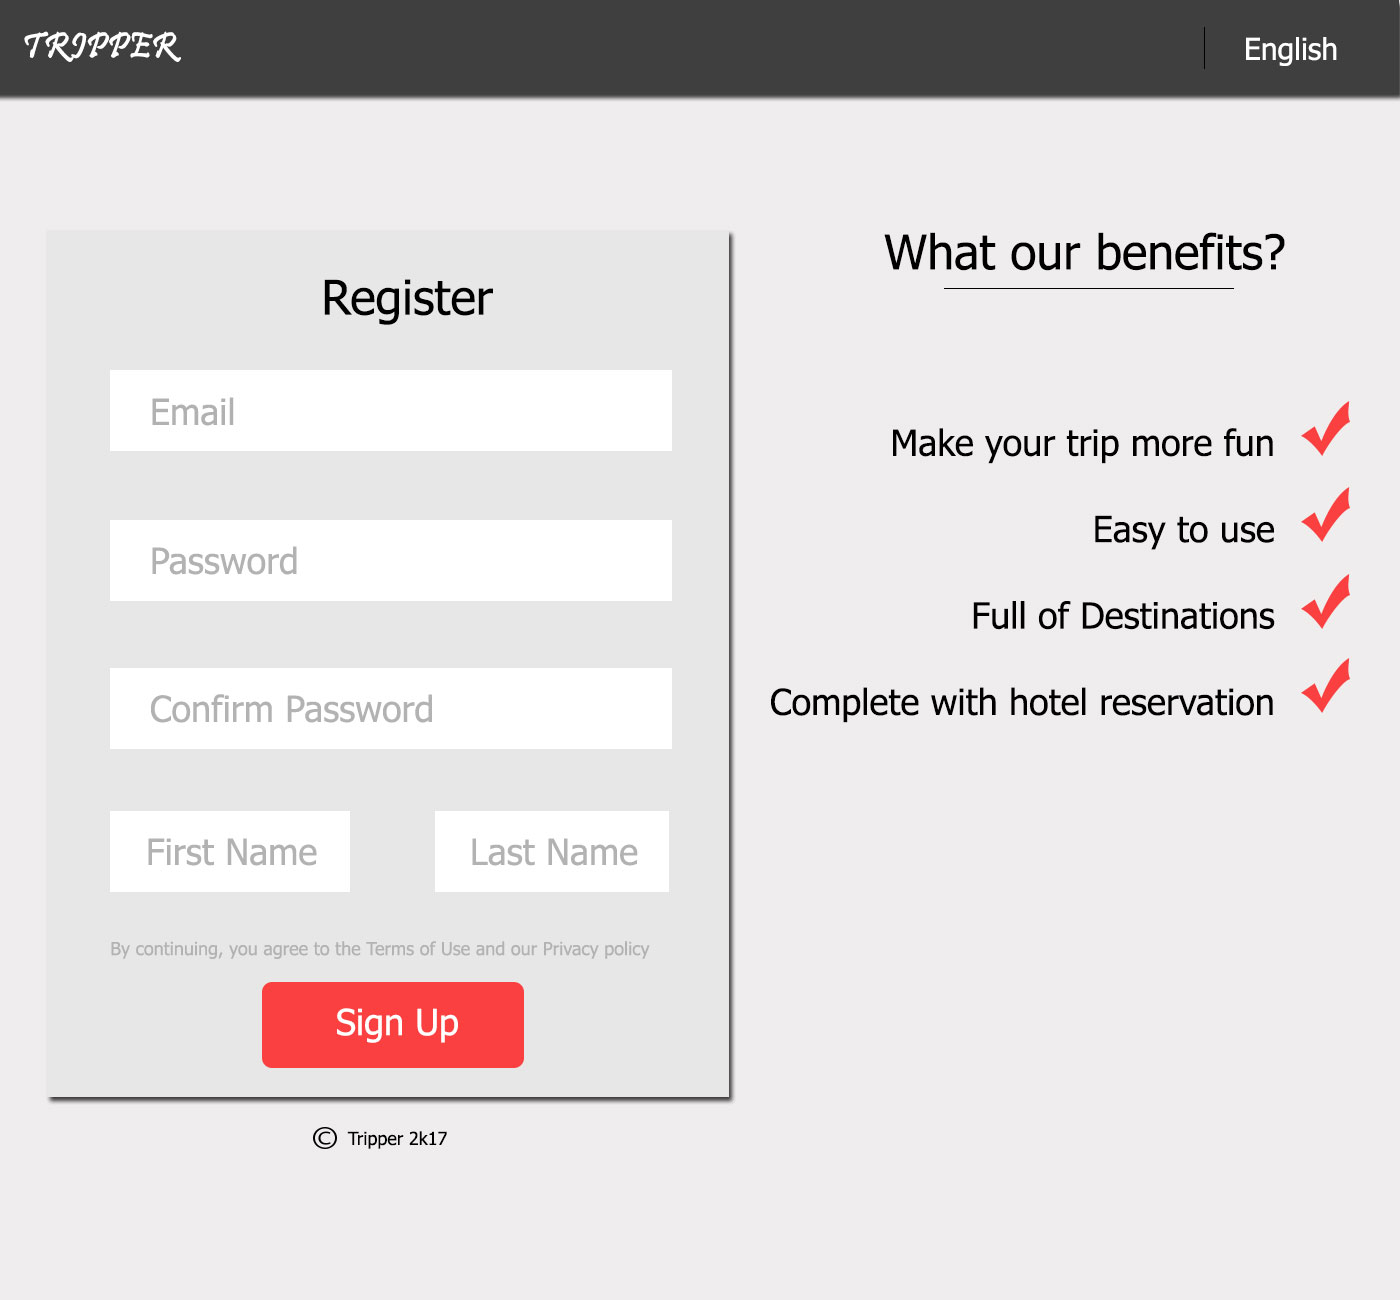 TRIPPER
English
Register
Email
Password
Confirm Password
First Name
Last Name
By continuing, you agree to the Terms of Use and our Privacy policy
Sign Up
© Tripper 2k17
What our benefits?
Make your trip more fun
Easy to use
Full of Destinations
Complete with hotel reservation